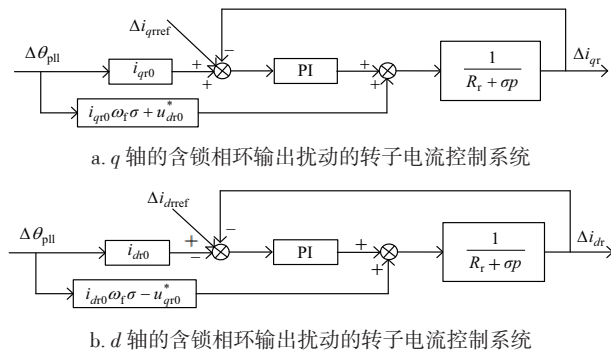 Δi_qrref
Δθ_pll
i_qr0
−
+
+
PI
+
+
1
R_r + σp
Δi_qr
i_qr0 ω_f σ + u*_dr0
a. q 轴的含锁相环输出扰动的转子电流控制系统
Δi_drref
Δθ_pll
i_dr0
−
+
−
PI
+
+
1
R_r + σp
Δi_dr
i_dr0 ω_f σ − u*_qr0
b. d 轴的含锁相环输出扰动的转子电流控制系统